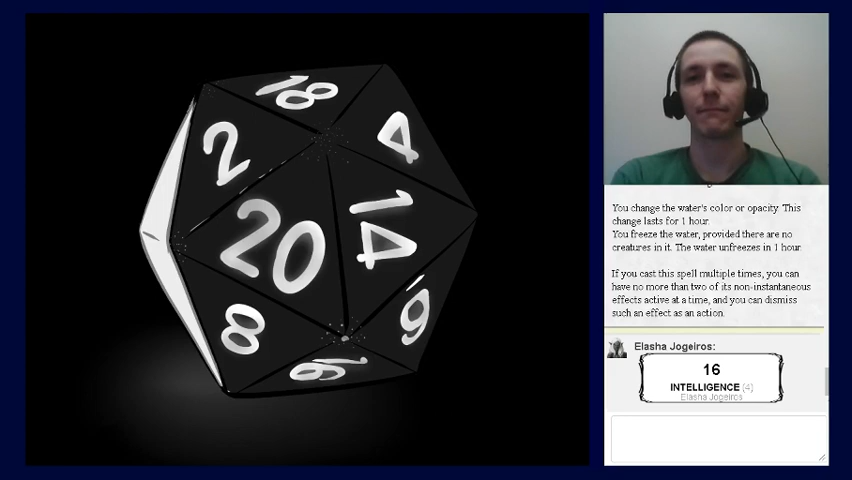 18
2
4
20
14
8
6
16
You change the water's color or opacity. This
change lasts for 1 hour.
You freeze the water, provided there are no
creatures in it. The water unfreezes in 1 hour.
If you cast this spell multiple times, you can
have no more than two of its non-instantaneous
effects active at a time, and you can dismiss
such an effect as an action.
Elasha Jogeiros:
16
INTELLIGENCE (4)
Elasha Jogeiros